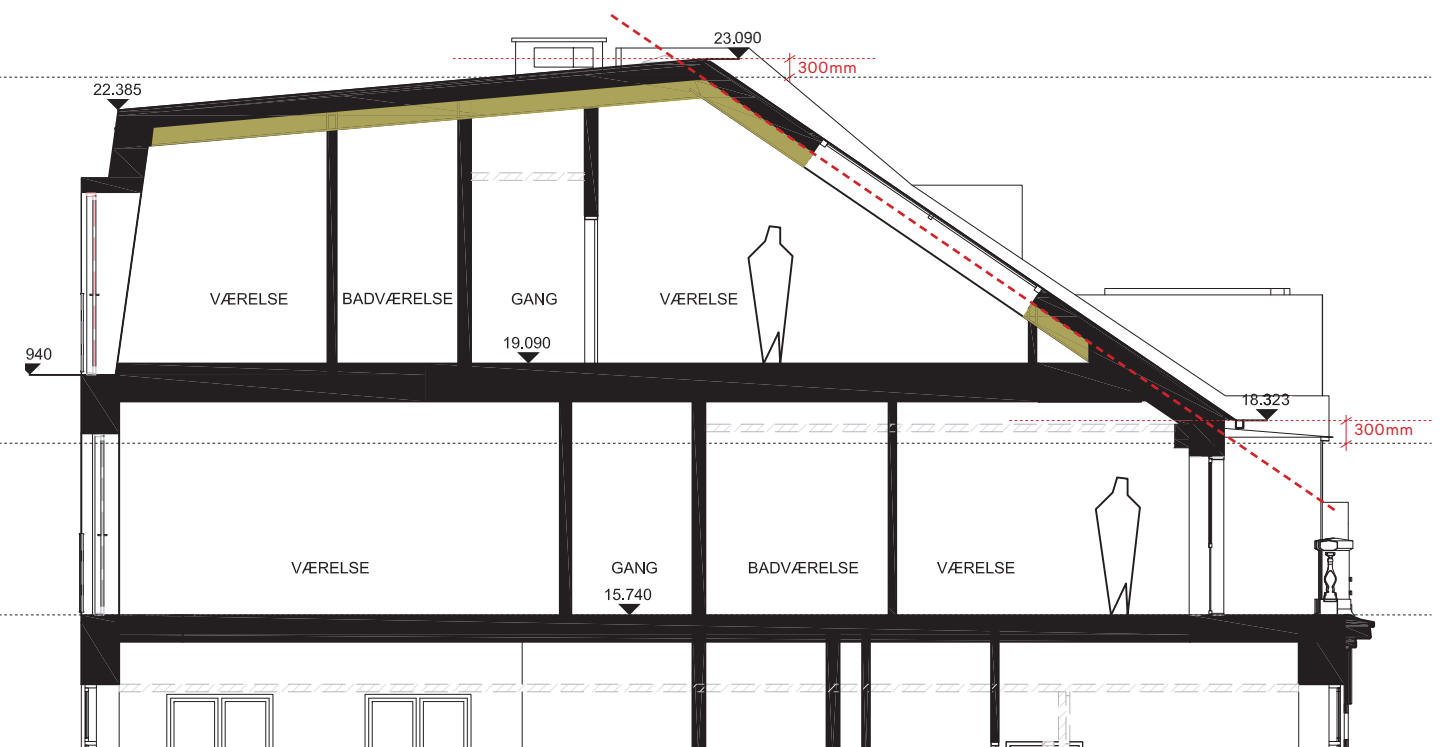 23.090
300mm
22.385
VÆRELSE
BADVÆRELSE
GANG
VÆRELSE
19.090
940
18.323
300mm
VÆRELSE
GANG
BADVÆRELSE
VÆRELSE
15.740